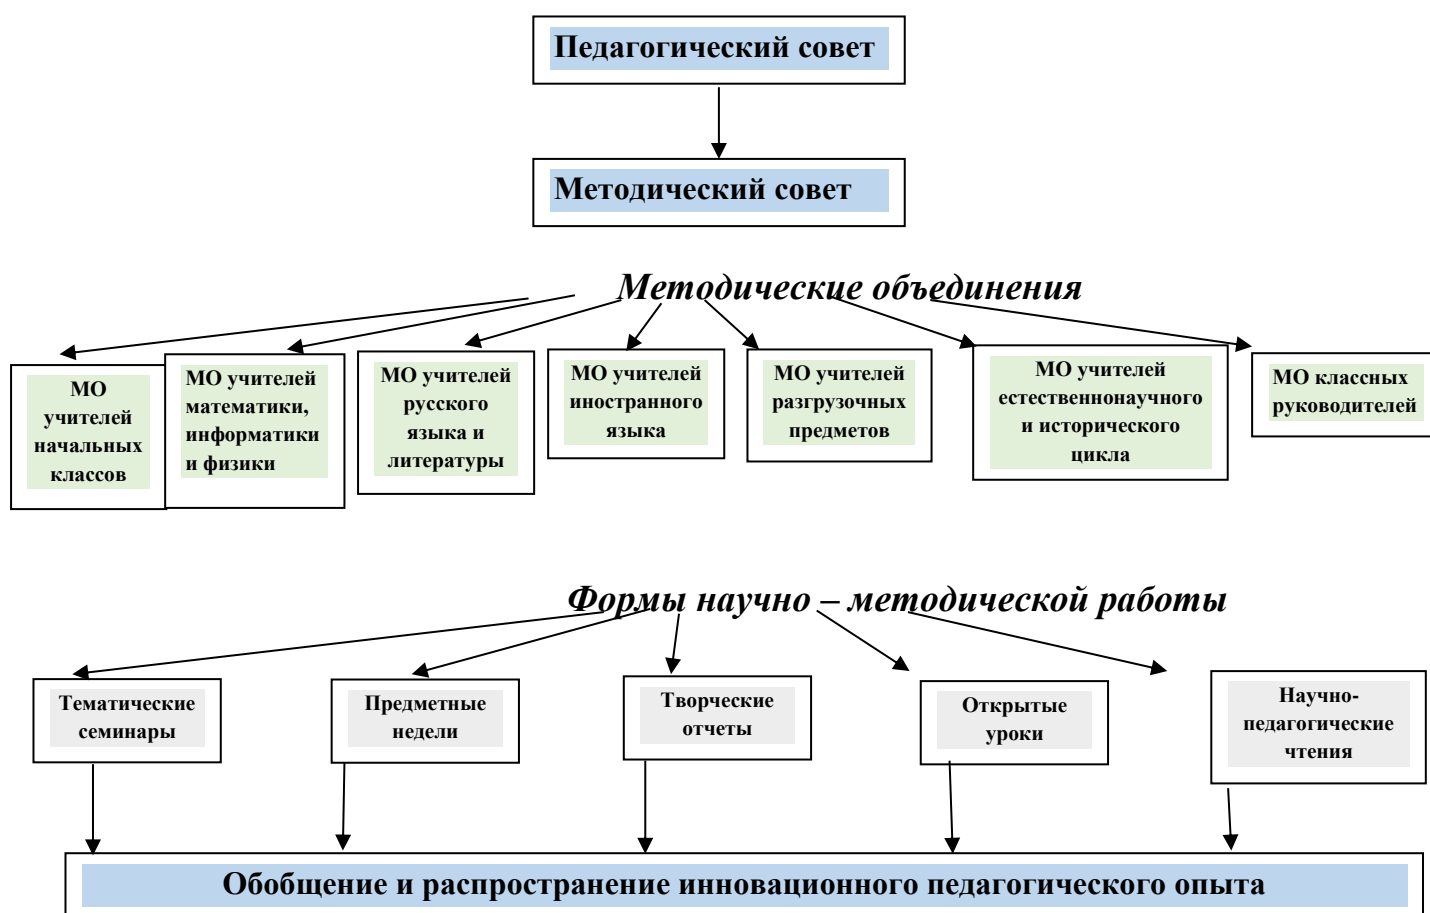 Педагогический совет
Методический совет
Методические объединения
МО
учителей
начальных
классов
МО учителей
математики,
информатики
и физики
МО учителей
русского
языка и
литературы
МО учителей
иностранного
языка
МО учителей
разгрузочных
предметов
МО учителей
естественнонаучного
и исторического
цикла
МО классных
руководителей
Формы научно – методической работы
Тематические
семинары
Предметные
недели
Творческие
отчеты
Открытые
уроки
Научно-
педагогические
чтения
Обобщение и распространение инновационного педагогического опыта